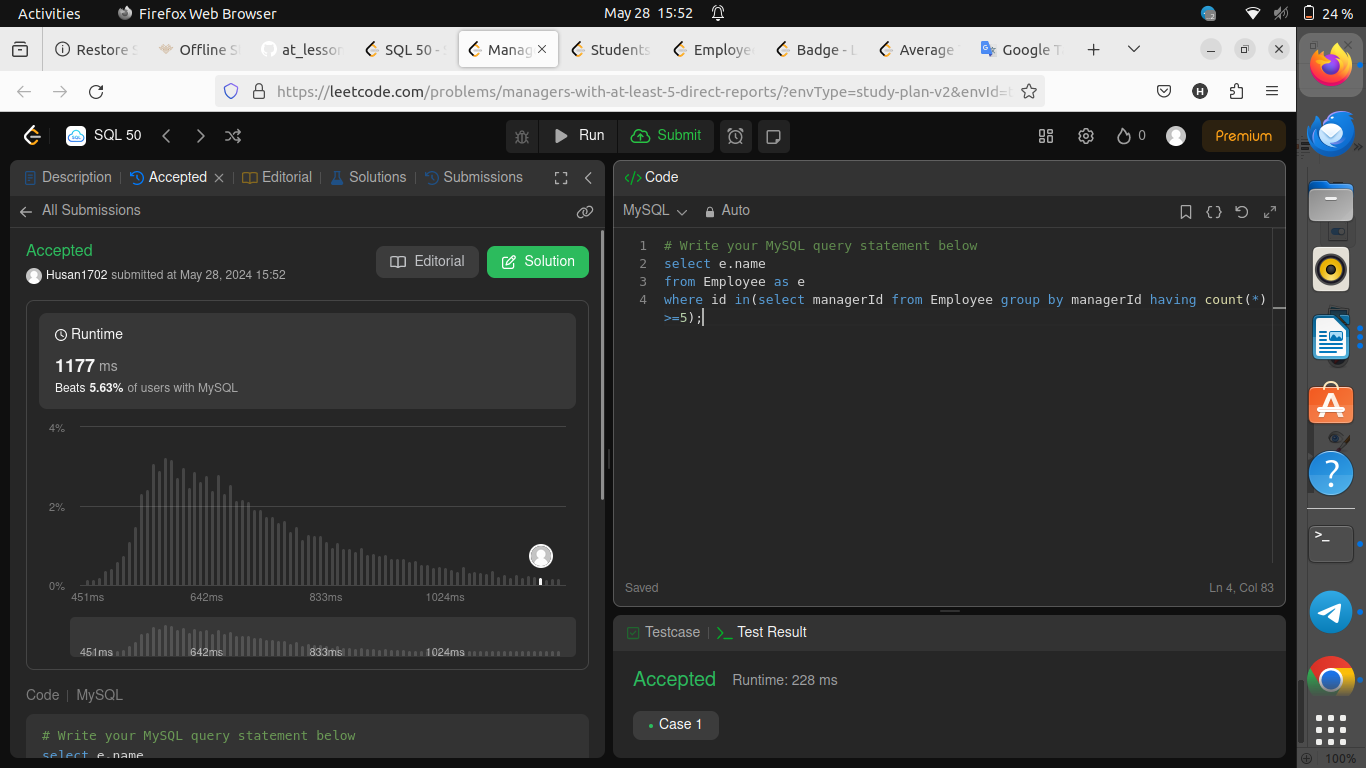 Activities
Firefox Web Browser
May 28 15:52
24 %
Restore S
Offline S
at_lesson
SQL 50 -
Manag
Students
Employe
Badge - L
Average
Google T
https://leetcode.com/problems/managers-with-at-least-5-direct-reports/?envType=study-plan-v2&envId=
H
SQL 50
Run
Submit
0
Premium
Description
Accepted
Editorial
Solutions
Submissions
All Submissions
Accepted
Husan1702 submitted at May 28, 2024 15:52
Editorial
Solution
Runtime
1177 ms
Beats 5.63% of users with MySQL
4%
2%
0%
451ms
642ms
833ms
1024ms
451ms
642ms
833ms
1024ms
Code | MySQL
# Write your MySQL query statement below
select e.name
Code
MySQL
Auto
1 # Write your MySQL query statement below
2 select e.name
3 from Employee as e
4 where id in(select managerId from Employee group by managerId having count(*)
>=5);
Saved
Ln 4, Col 83
Testcase
Test Result
Accepted
Runtime: 228 ms
Case 1
100%